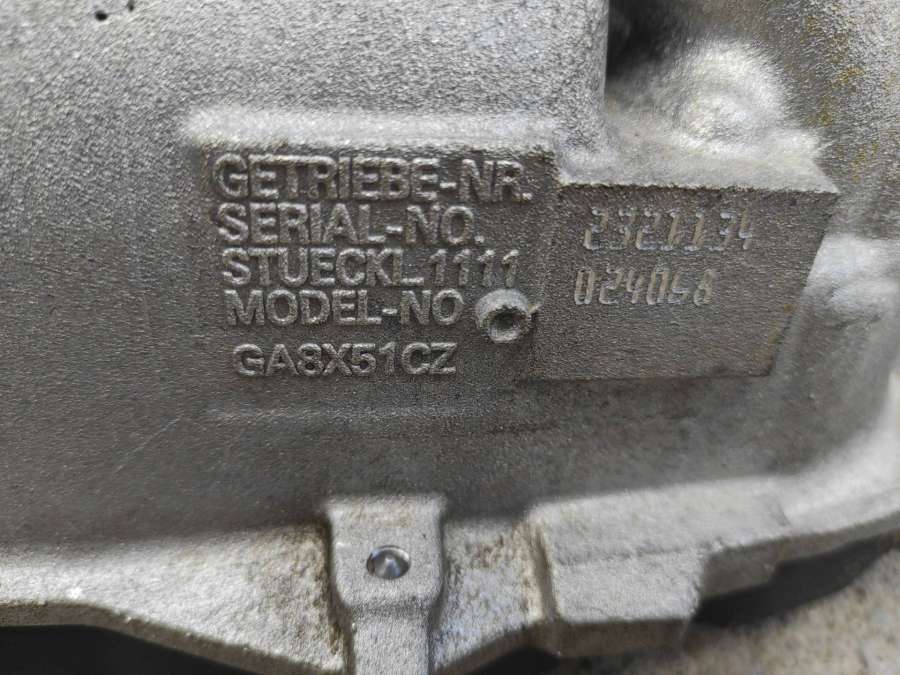 GETRIEBE-NR.
SERIAL-NO.
STUECKL.1111
MODEL-NO
GA8X51CZ
2321134
024068